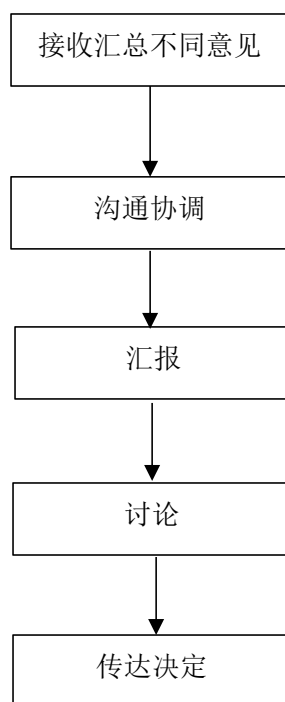 接收汇总不同意见
沟通协调
汇报
讨论
传达决定